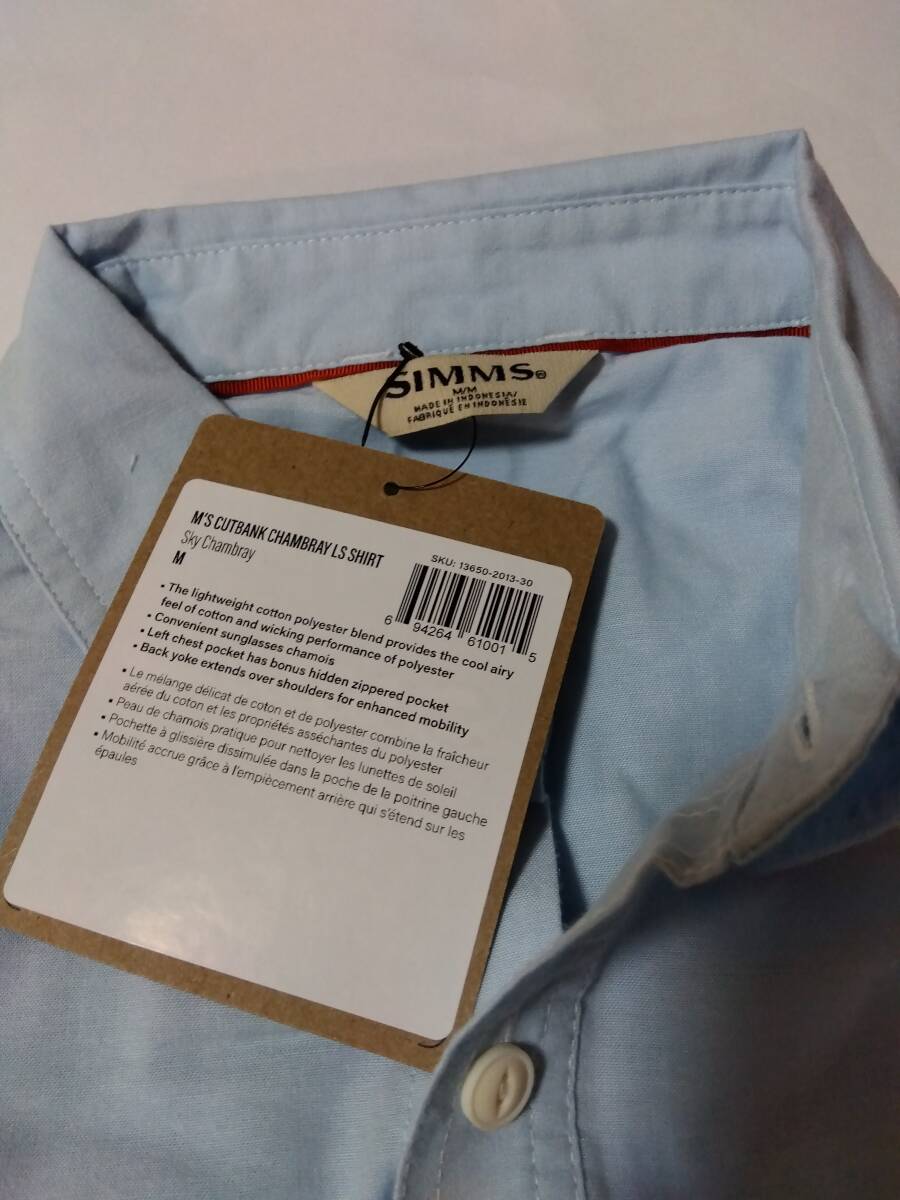 SIMMS®
M/M
MADE IN INDONESIA/
FABRIQUÉ EN INDONÉSIE
M'S CUTBANK CHAMBRAY LS SHIRT
Sky Chambray
M
SKU: 13650-2013-30
6 94264 61001 5
• The lightweight cotton polyester blend provides the cool airy
feel of cotton and wicking performance of polyester
• Convenient sunglasses chamois
• Left chest pocket has bonus hidden zippered pocket
• Back yoke extends over shoulders for enhanced mobility
• Le mélange délicat de coton et de polyester combine la fraîcheur
aérée du coton et les propriétés asséchantes du polyester
• Peau de chamois pratique pour nettoyer les lunettes de soleil
• Pochette à glissière dissimulée dans la poche de la poitrine gauche
• Mobilité accrue grâce à l'empiècement arrière qui s'étend sur les
épaules